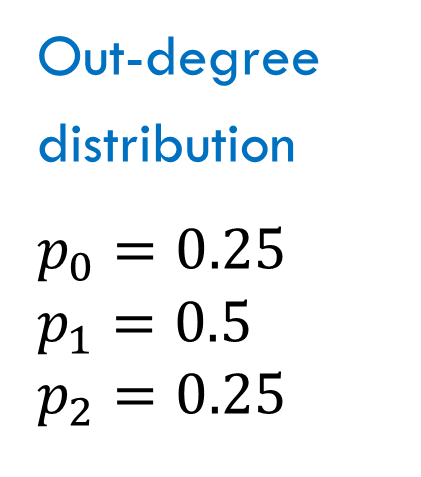 Out-degree
distribution
p₀ = 0.25
p₁ = 0.5
p₂ = 0.25